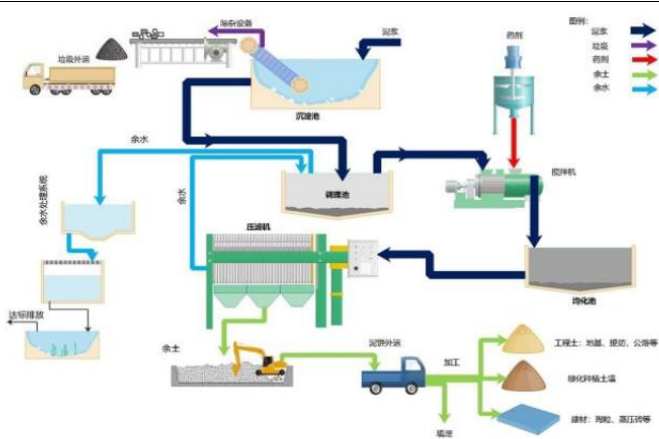 图例:
泥浆
垃圾
药剂
余土
余水
除杂设备
泥浆
药剂
垃圾外运
沉淀池
余水
搅拌机
调理池
余水处理系统
余水
压滤机
均化池
达标排放
余土
泥饼外运
加工
工程土：地基、堤防、公路等
绿化种植土壤
建材：陶粒、蒸压砖等
填埋